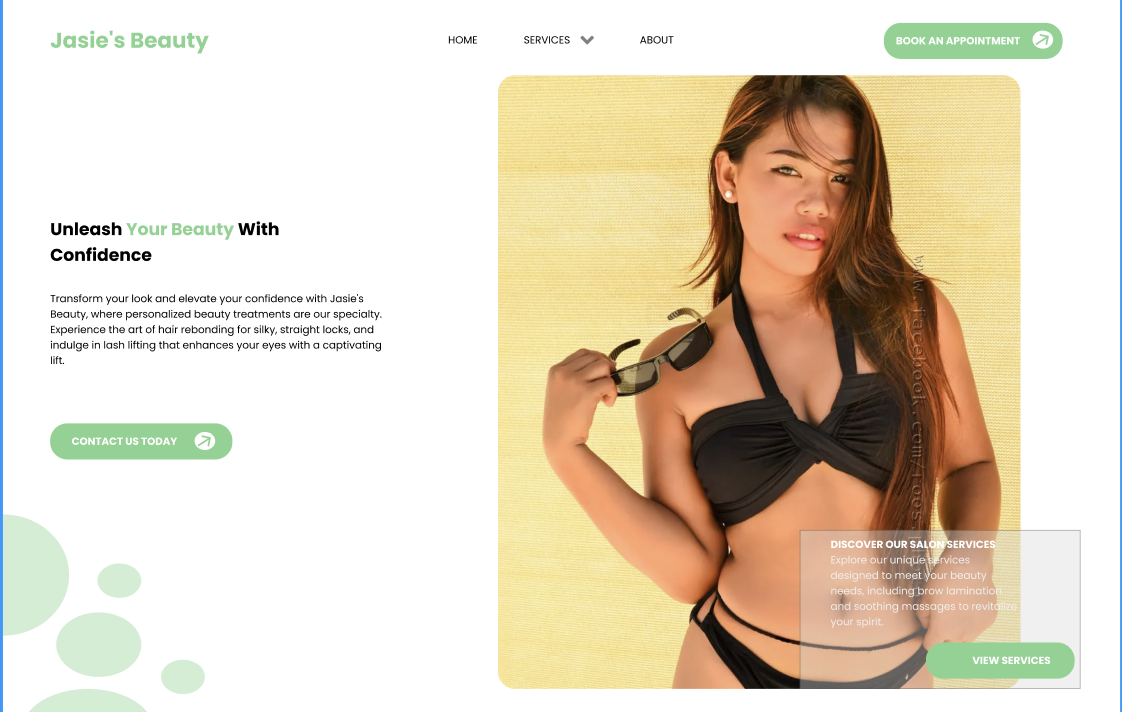 Jasie's Beauty
HOME
SERVICES
ABOUT
BOOK AN APPOINTMENT
Unleash Your Beauty With
Confidence
Transform your look and elevate your confidence with Jasie's
Beauty, where personalized beauty treatments are our specialty.
Experience the art of hair rebonding for silky, straight locks, and
indulge in lash lifting that enhances your eyes with a captivating
lift.
CONTACT US TODAY
www.facebook.com/
DISCOVER OUR SALON SERVICES
Explore our unique services
designed to meet your beauty
needs, including brow lamination
and soothing massages to revitalize
your spirit.
VIEW SERVICES